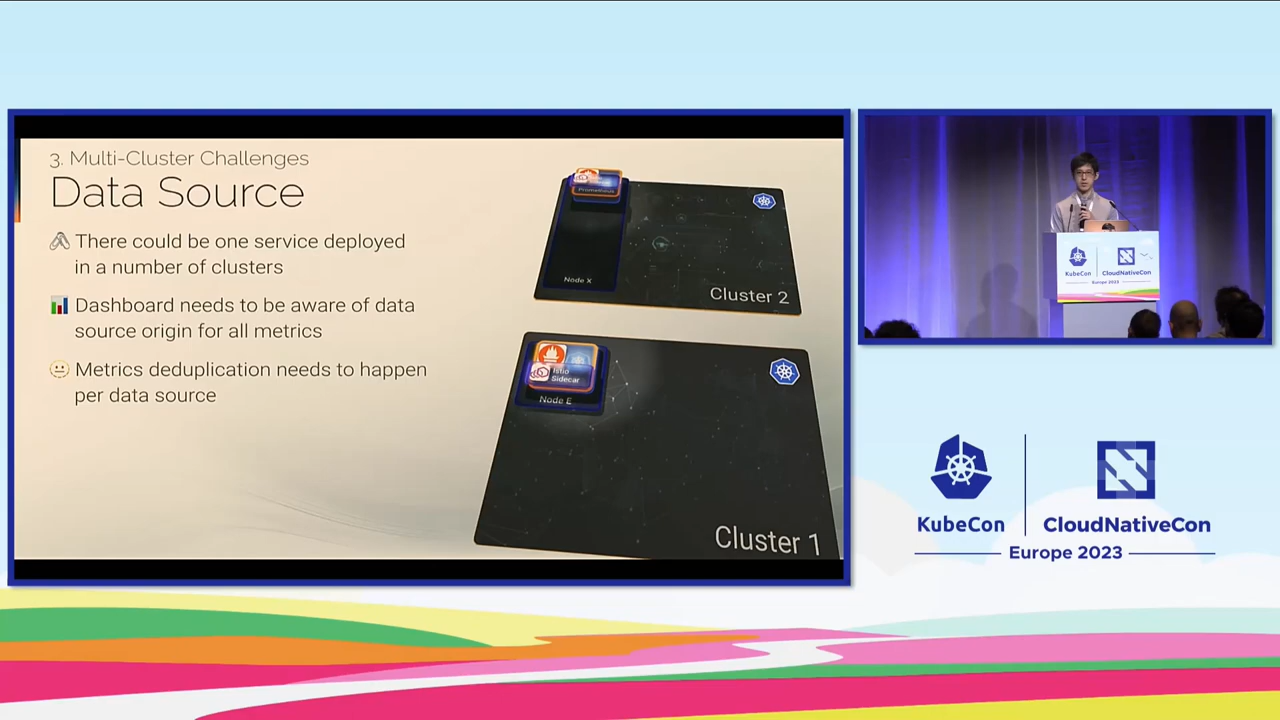 3. Multi-Cluster Challenges
Data Source
There could be one service deployed
in a number of clusters
Dashboard needs to be aware of data
source origin for all metrics
Metrics deduplication needs to happen
per data source
Prometheus
Node X
Cluster 2
Istio
Sidecar
Node E
Cluster 1
KubeCon
CloudNativeCon
Europe 2023
KubeCon
CloudNativeCon
Europe 2023